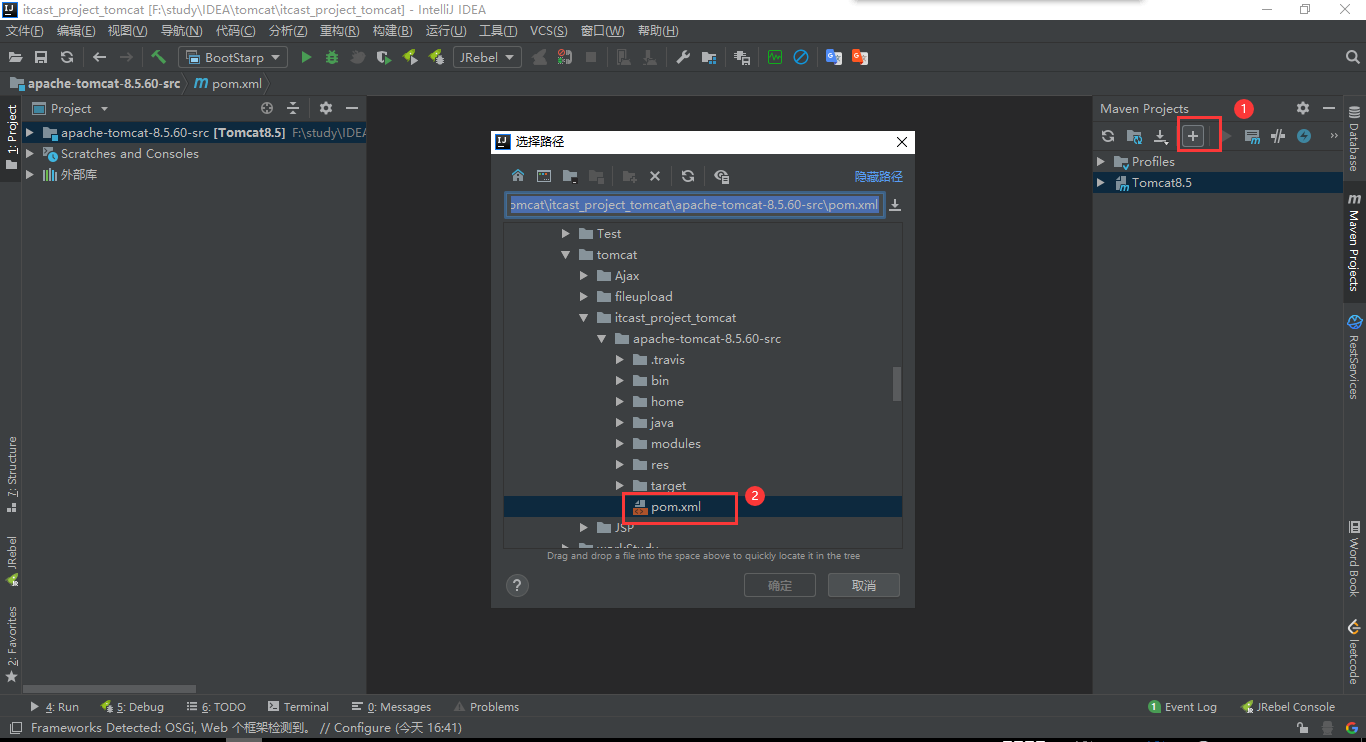 itcast_project_tomcat [F:\study\IDEA\tomcat\itcast_project_tomcat] - IntelliJ IDEA
文件(F) 编辑(E) 视图(V) 导航(N) 代码(C) 分析(Z) 重构(R) 构建(B) 运行(U) 工具(T) VCS(S) 窗口(W) 帮助(H)
BootStarp JRebel
apache-tomcat-8.5.60-src pom.xml
1: Project
Project
apache-tomcat-8.5.60-src [Tomcat8.5] F:\study\IDEA
Scratches and Consoles
外部库
7: Structure
JRebel
2: Favorites
选择路径
隐藏路径
omcat\itcast_project_tomcat\apache-tomcat-8.5.60-src\pom.xml
Test
tomcat
Ajax
fileupload
itcast_project_tomcat
apache-tomcat-8.5.60-src
.travis
bin
home
java
modules
res
target
pom.xml
2
JSP
workStudy
Drag and drop a file into the space above to quickly locate it in the tree
?
确定 取消
Maven Projects
1
Profiles
Tomcat8.5
Database
Maven Projects
RestServices
Word Book
leetcode
4: Run 5: Debug 6: TODO Terminal 0: Messages Problems 1 Event Log JRebel Console
Frameworks Detected: OSGi, Web 个框架检测到。 // Configure (今天 16:41)